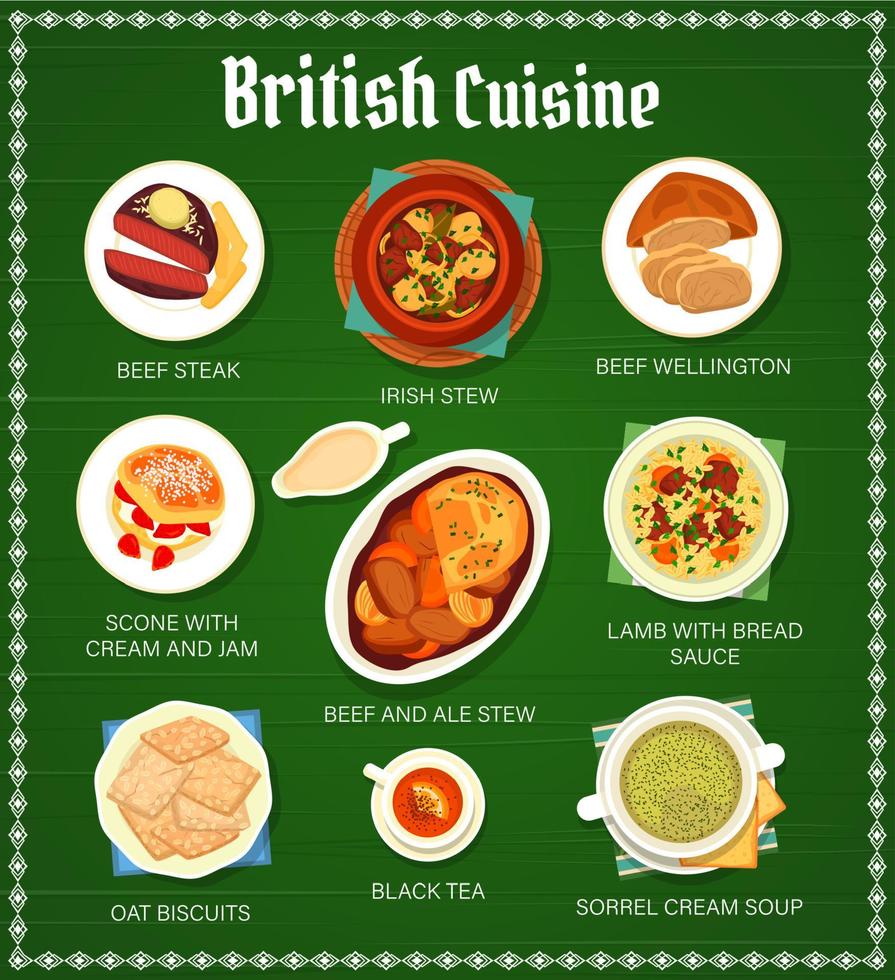 British Cuisine
BEEF STEAK
IRISH STEW
BEEF WELLINGTON
SCONE WITH
CREAM AND JAM
BEEF AND ALE STEW
LAMB WITH BREAD
SAUCE
OAT BISCUITS
BLACK TEA
SORREL CREAM SOUP